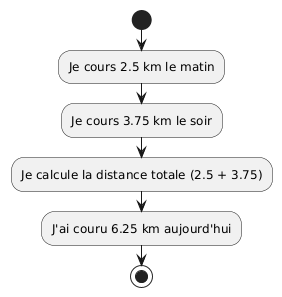 Je cours 2.5 km le matin
Je cours 3.75 km le soir
Je calcule la distance totale (2.5 + 3.75)
J'ai couru 6.25 km aujourd'hui